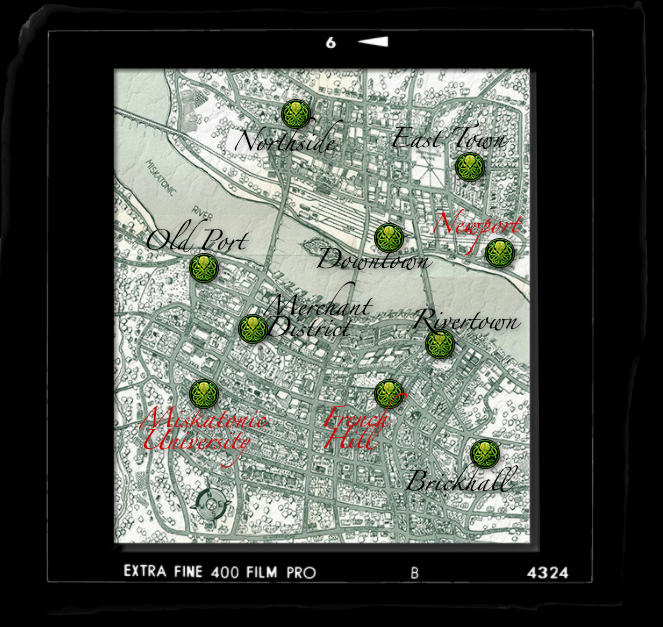 6
Northside
East Town
MISKATONIC
RIVER
Newport
Old Port
Downtown
Merchant
District
Rivertown
Miskatonic
University
French
Hill
Brickhall
EXTRA FINE 400 FILM PRO
B
4324